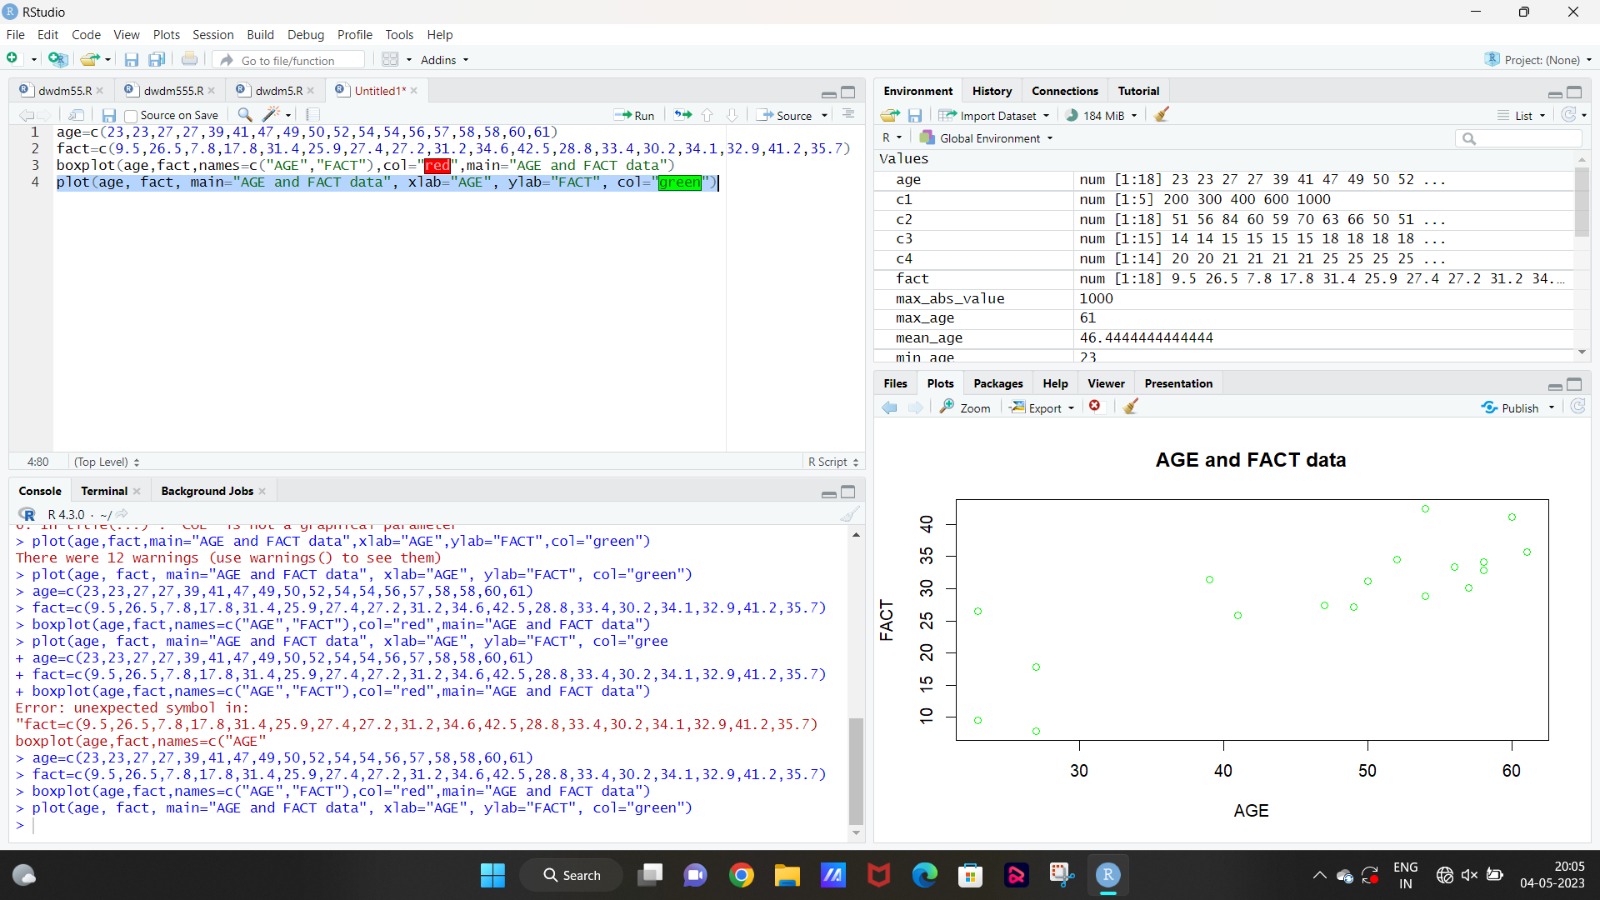 RStudio
File Edit Code View Plots Session Build Debug Profile Tools Help
Go to file/function Addins Project: (None)
dwdm55.R dwdm555.R dwdm5.R Untitled1*
Source on Save Run Source
1 age=c(23,23,27,27,39,41,47,49,50,52,54,54,56,57,58,58,60,61)
2 fact=c(9.5,26.5,7.8,17.8,31.4,25.9,27.4,27.2,31.2,34.6,42.5,28.8,33.4,30.2,34.1,32.9,41.2,35.7)
3 boxplot(age,fact,names=c("AGE","FACT"),col="red",main="AGE and FACT data")
4 plot(age, fact, main="AGE and FACT data", xlab="AGE", ylab="FACT", col="green")
4:80 (Top Level) R Script
Console Terminal Background Jobs
R 4.3.0 · ~/
> plot(age,fact,main="AGE and FACT data",xlab="AGE",ylab="FACT",col="green")
There were 12 warnings (use warnings() to see them)
> plot(age, fact, main="AGE and FACT data", xlab="AGE", ylab="FACT", col="green")
> age=c(23,23,27,27,39,41,47,49,50,52,54,54,56,57,58,58,60,61)
> fact=c(9.5,26.5,7.8,17.8,31.4,25.9,27.4,27.2,31.2,34.6,42.5,28.8,33.4,30.2,34.1,32.9,41.2,35.7)
> boxplot(age,fact,names=c("AGE","FACT"),col="red",main="AGE and FACT data")
> plot(age, fact, main="AGE and FACT data", xlab="AGE", ylab="FACT", col="gree
+ age=c(23,23,27,27,39,41,47,49,50,52,54,54,56,57,58,58,60,61)
+ fact=c(9.5,26.5,7.8,17.8,31.4,25.9,27.4,27.2,31.2,34.6,42.5,28.8,33.4,30.2,34.1,32.9,41.2,35.7)
+ boxplot(age,fact,names=c("AGE","FACT"),col="red",main="AGE and FACT data")
Error: unexpected symbol in:
"fact=c(9.5,26.5,7.8,17.8,31.4,25.9,27.4,27.2,31.2,34.6,42.5,28.8,33.4,30.2,34.1,32.9,41.2,35.7)
boxplot(age,fact,names=c("AGE"
> age=c(23,23,27,27,39,41,47,49,50,52,54,54,56,57,58,58,60,61)
> fact=c(9.5,26.5,7.8,17.8,31.4,25.9,27.4,27.2,31.2,34.6,42.5,28.8,33.4,30.2,34.1,32.9,41.2,35.7)
> boxplot(age,fact,names=c("AGE","FACT"),col="red",main="AGE and FACT data")
> plot(age, fact, main="AGE and FACT data", xlab="AGE", ylab="FACT", col="green")
>
Environment History Connections Tutorial
Import Dataset 184 MiB List
R Global Environment
Values
age num [1:18] 23 23 27 27 39 41 47 49 50 52 ...
c1 num [1:5] 200 300 400 600 1000
c2 num [1:18] 51 56 84 60 59 70 63 66 50 51 ...
c3 num [1:15] 14 14 15 15 15 15 18 18 18 18 ...
c4 num [1:14] 20 20 21 21 21 21 25 25 25 25 ...
fact num [1:18] 9.5 26.5 7.8 17.8 31.4 25.9 27.4 27.2 31.2 34....
max_abs_value 1000
max_age 61
mean_age 46.4444444444444
min_age 23
Files Plots Packages Help Viewer Presentation
Zoom Export Publish
AGE and FACT data
FACT
40
35
30
25
20
15
10
30 40 50 60
AGE
Search
ENG
IN
20:05
04-05-2023